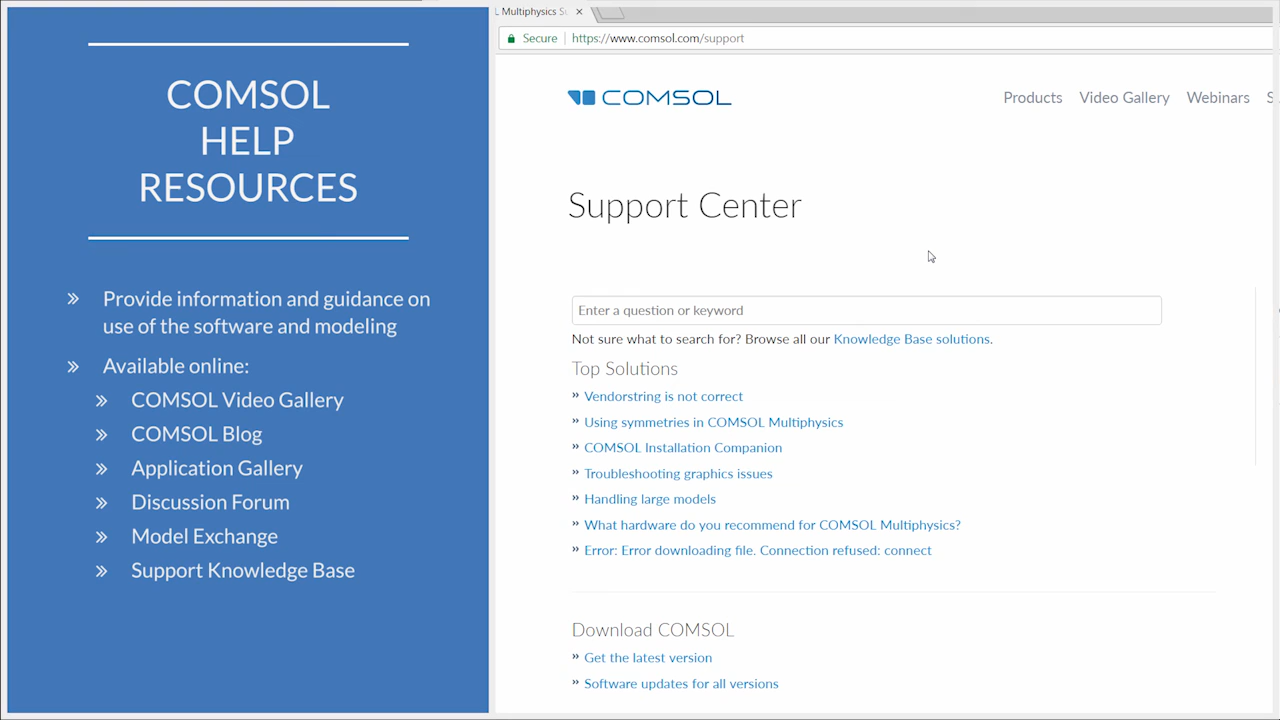 COMSOL
HELP
RESOURCES
» Provide information and guidance on
use of the software and modeling
» Available online:
» COMSOL Video Gallery
» COMSOL Blog
» Application Gallery
» Discussion Forum
» Model Exchange
» Support Knowledge Base
Multiphysics
Secure | https://www.comsol.com/support
COMSOL
Products Video Gallery Webinars
Support Center
Enter a question or keyword
Not sure what to search for? Browse all our Knowledge Base solutions.
Top Solutions
» Vendorstring is not correct
» Using symmetries in COMSOL Multiphysics
» COMSOL Installation Companion
» Troubleshooting graphics issues
» Handling large models
» What hardware do you recommend for COMSOL Multiphysics?
» Error: Error downloading file. Connection refused: connect
Download COMSOL
» Get the latest version
» Software updates for all versions